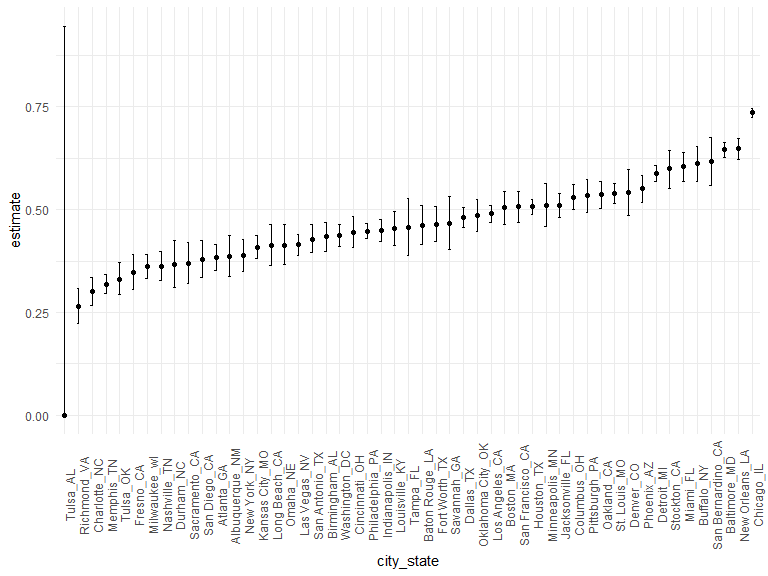 0.75
0.50
0.25
0.00
estimate
Tulsa_AL
Richmond_VA
Charlotte_NC
Memphis_TN
Tulsa_OK
Fresno_CA
Milwaukee_wI
Nashville_TN
Durham_NC
Sacramento_CA
San Diego_CA
Atlanta_GA
Albuquerque_NM
New York_NY
Kansas City_MO
Long Beach_CA
Omaha_NE
Las Vegas_NV
San Antonio_TX
Birmingham_AL
Washington_DC
Cincinnati_OH
Philadelphia_PA
Indianapolis_IN
Louisville_KY
Tampa_FL
Baton Rouge_LA
Fort Worth_TX
Savannah_GA
Dallas_TX
Oklahoma City_OK
Los Angeles_CA
Boston_MA
San Francisco_CA
Houston_TX
Minneapolis_MN
Jacksonville_FL
Columbus_OH
Pittsburgh_PA
Oakland_CA
St. Louis_MO
Denver_CO
Phoenix_AZ
Detroit_MI
Stockton_CA
Miami_FL
Buffalo_NY
San Bernardino_CA
Baltimore_MD
New Orleans_LA
Chicago_IL
city_state